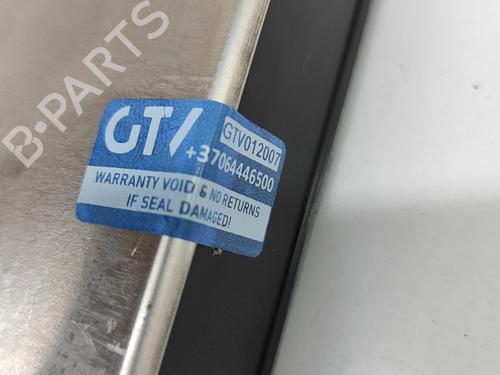 B-PARTS
GTV
GTV012007
+37064446500
WARRANTY VOID & NO RETURNS
IF SEAL DAMAGED!